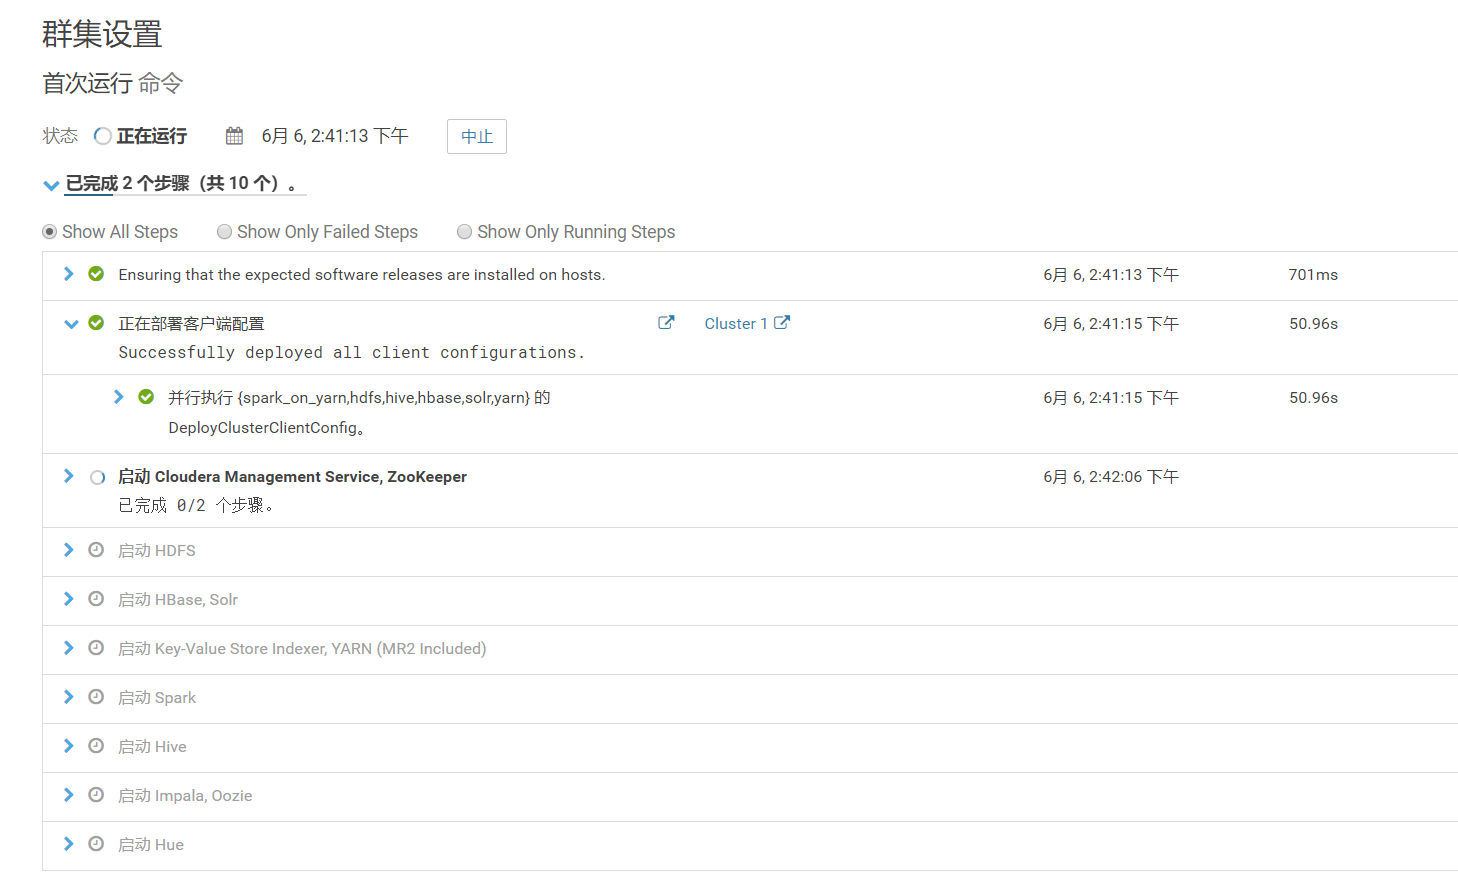 群集设置
首次运行 命令
状态 正在运行 6月 6, 2:41:13 下午 中止
已完成 2 个步骤（共 10 个）。
Show All Steps Show Only Failed Steps Show Only Running Steps
Ensuring that the expected software releases are installed on hosts. 6月 6, 2:41:13 下午 701ms
正在部署客户端配置 Cluster 1 6月 6, 2:41:15 下午 50.96s
Successfully deployed all client configurations.
并行执行 {spark_on_yarn,hdfs,hive,hbase,solr,yarn} 的 6月 6, 2:41:15 下午 50.96s
DeployClusterClientConfig。
启动 Cloudera Management Service, ZooKeeper 6月 6, 2:42:06 下午
已完成 0/2 个步骤。
启动 HDFS
启动 HBase, Solr
启动 Key-Value Store Indexer, YARN (MR2 Included)
启动 Spark
启动 Hive
启动 Impala, Oozie
启动 Hue